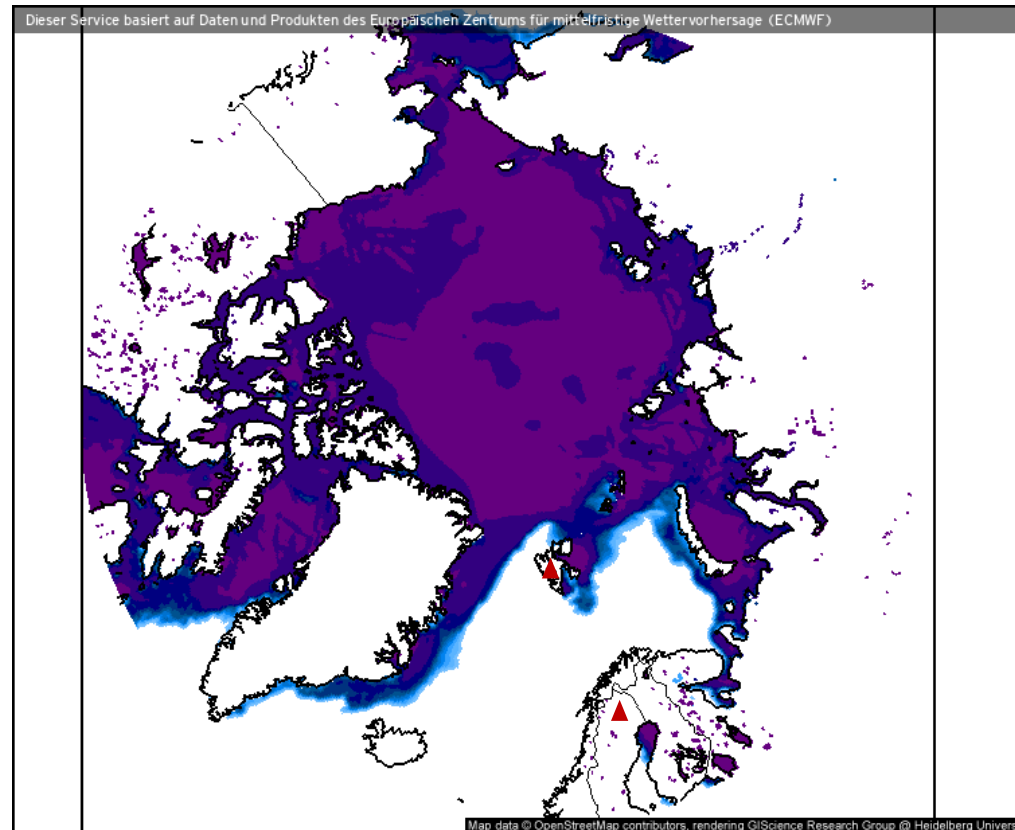 Dieser Service basiert auf Daten und Produkten des Europäischen Zentrums für mittelfristige Wettervorhersage (ECMWF)
Map data © OpenStreetMap contributors, rendering GIScience Research Group @ Heidelberg Univers